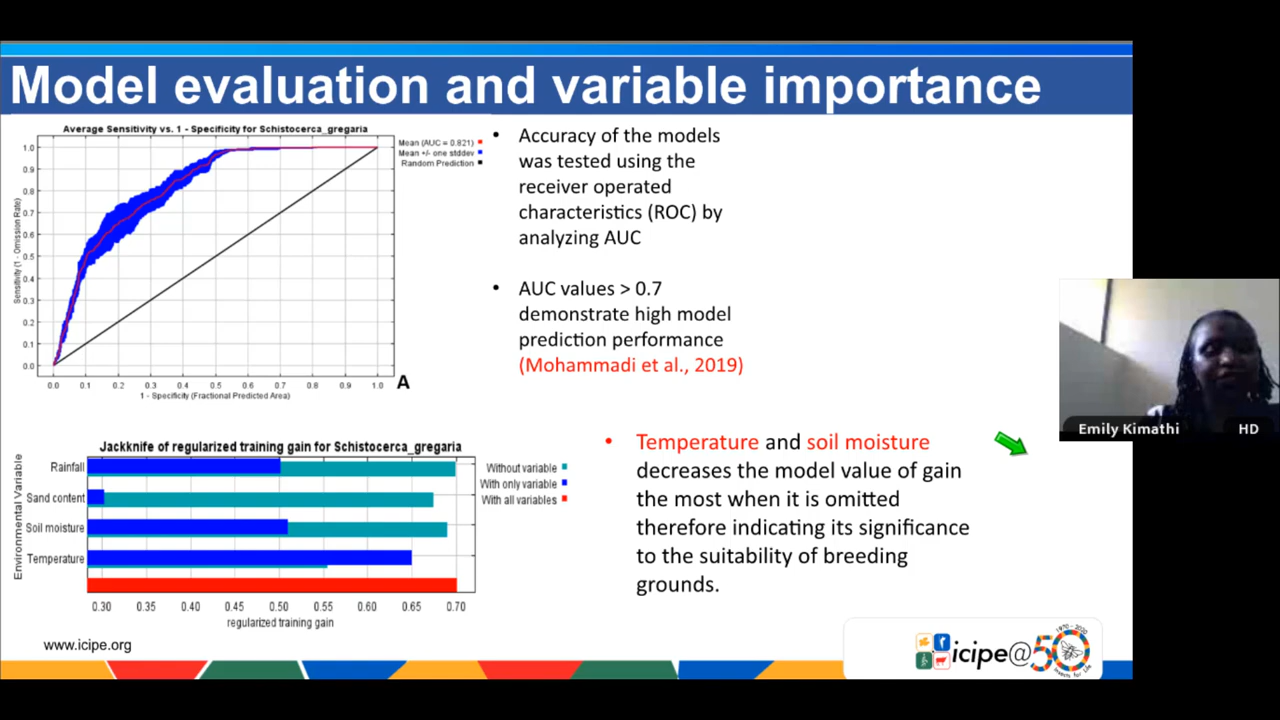 Model evaluation and variable importance
Average Sensitivity vs. 1 - Specificity for Schistocerca_gregaria
Mean (AUC = 0.821)
Mean +/- one stddev
Random Prediction
Sensitivity (1 - Omission Rate)
1.0
0.9
0.8
0.7
0.6
0.5
0.4
0.3
0.2
0.1
0.0
0.0 0.1 0.2 0.3 0.4 0.5 0.6 0.7 0.8 0.9 1.0
1 - Specificity (Fractional Predicted Area)
A
• Accuracy of the models
was tested using the
receiver operated
characteristics (ROC) by
analyzing AUC
• AUC values > 0.7
demonstrate high model
prediction performance
(Mohammadi et al., 2019)
Emily Kimathi HD
Jackknife of regularized training gain for Schistocerca_gregaria
Environmental Variable
Rainfall
Sand content
Soil moisture
Temperature
Without variable
With only variable
With all variables
0.30 0.35 0.40 0.45 0.50 0.55 0.60 0.65 0.70
regularized training gain
• Temperature and soil moisture
decreases the model value of gain
the most when it is omitted
therefore indicating its significance
to the suitability of breeding
grounds.
www.icipe.org
icipe@50
1970 - 2020
Insects for Life